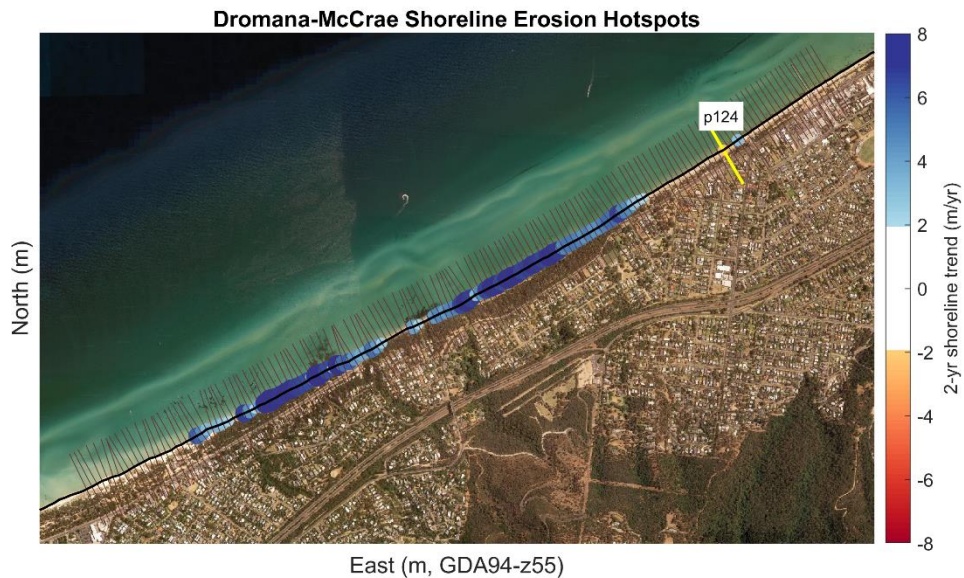 Dromana-McCrae Shoreline Erosion Hotspots
p124
North (m)
East (m, GDA94-z55)
8
6
4
2
0
-2
-4
-6
-8
2-yr shoreline trend (m/yr)